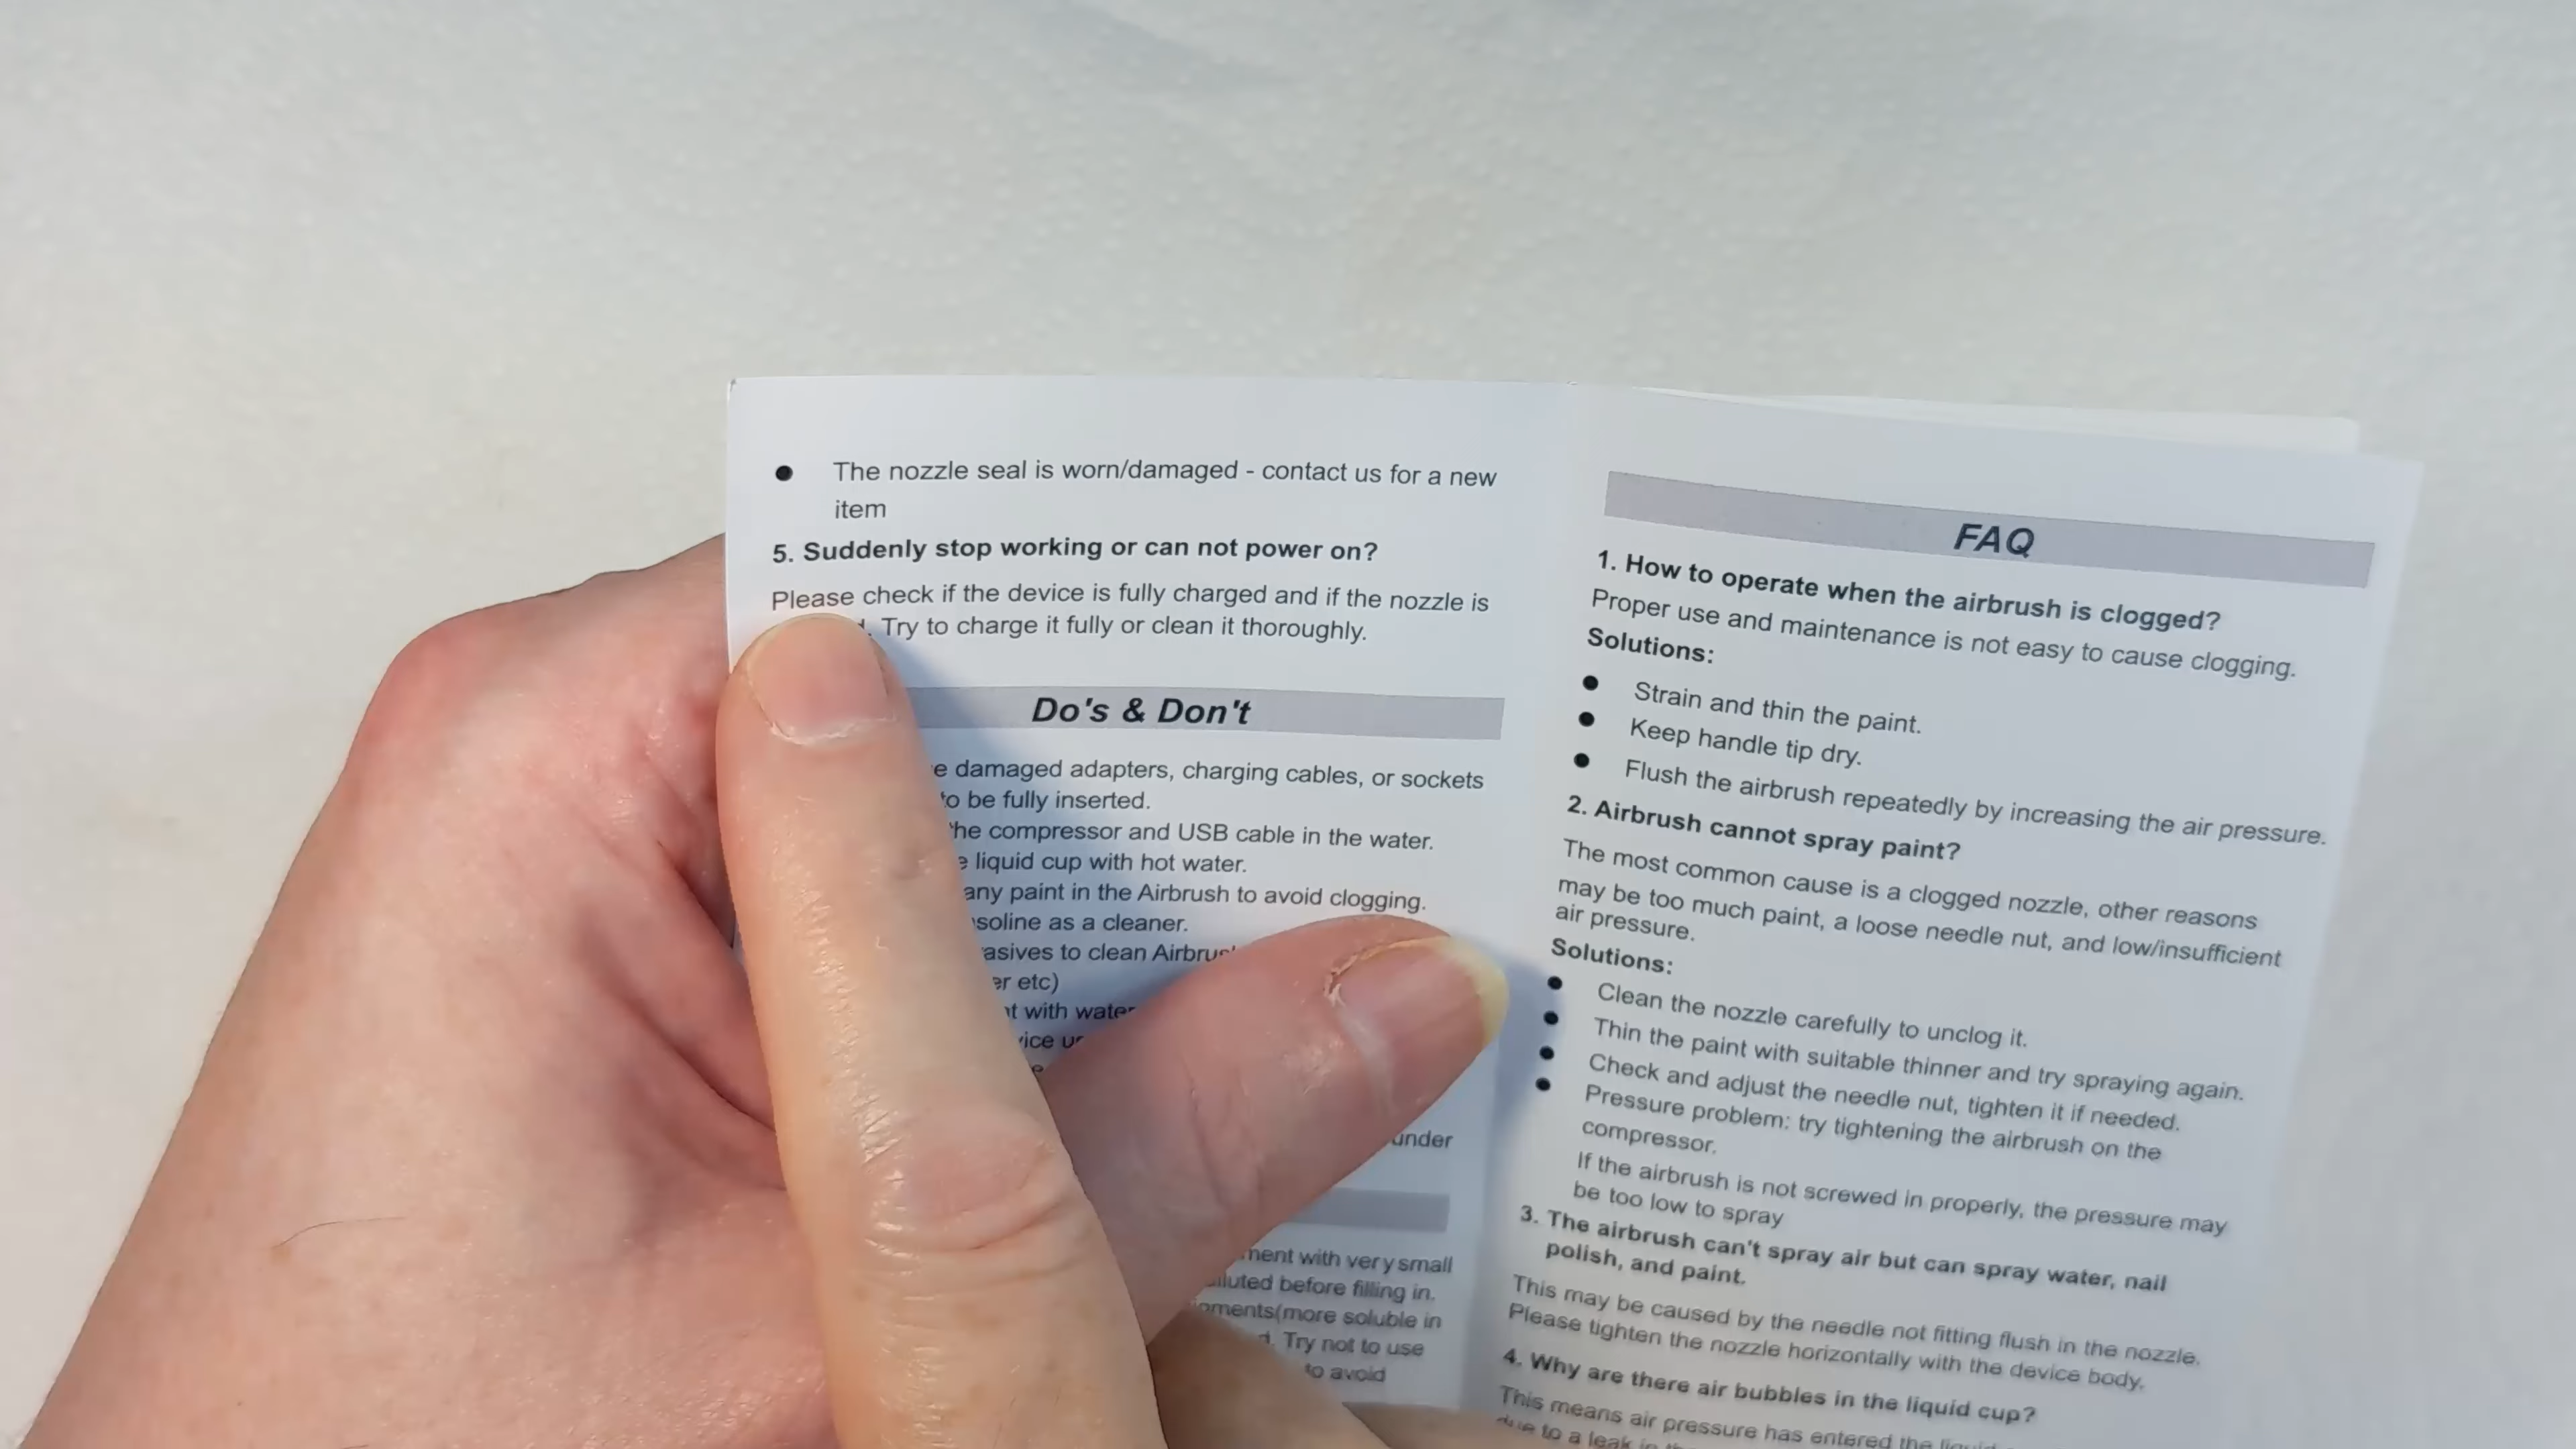 ● The nozzle seal is worn/damaged - contact us for a new
item
5. Suddenly stop working or can not power on?
Please check if the device is fully charged and if the nozzle is
Try to charge it fully or clean it thoroughly.
Do's & Don't
damaged adapters, charging cables, or sockets
to be fully inserted.
the compressor and USB cable in the water.
liquid cup with hot water.
any paint in the Airbrush to avoid clogging.
as a cleaner.
to clean
etc)
with water
under
with very small
before filling in.
(more soluble in
Try not to use
to avoid
FAQ
1. How to operate when the airbrush is clogged?
Proper use and maintenance is not easy to cause clogging.
Solutions:
● Strain and thin the paint.
● Keep handle tip dry.
● Flush the airbrush repeatedly by increasing the air pressure.
2. Airbrush cannot spray paint?
The most common cause is a clogged nozzle, other reasons
may be too much paint, a loose needle nut, and low/insufficient
air pressure.
Solutions:
● Clean the nozzle carefully to unclog it.
● Thin the paint with suitable thinner and try spraying again.
● Check and adjust the needle nut, tighten it if needed.
● Pressure problem: try tightening the airbrush on the
compressor.
If the airbrush is not screwed in properly, the pressure may
be too low to spray
3. The airbrush can't spray air but can spray water, nail
polish, and paint.
This may be caused by the needle not fitting flush in the nozzle.
Please tighten the nozzle horizontally with the device body.
4. Why are there air bubbles in the liquid cup?
This means air pressure has entered the
to a leak in